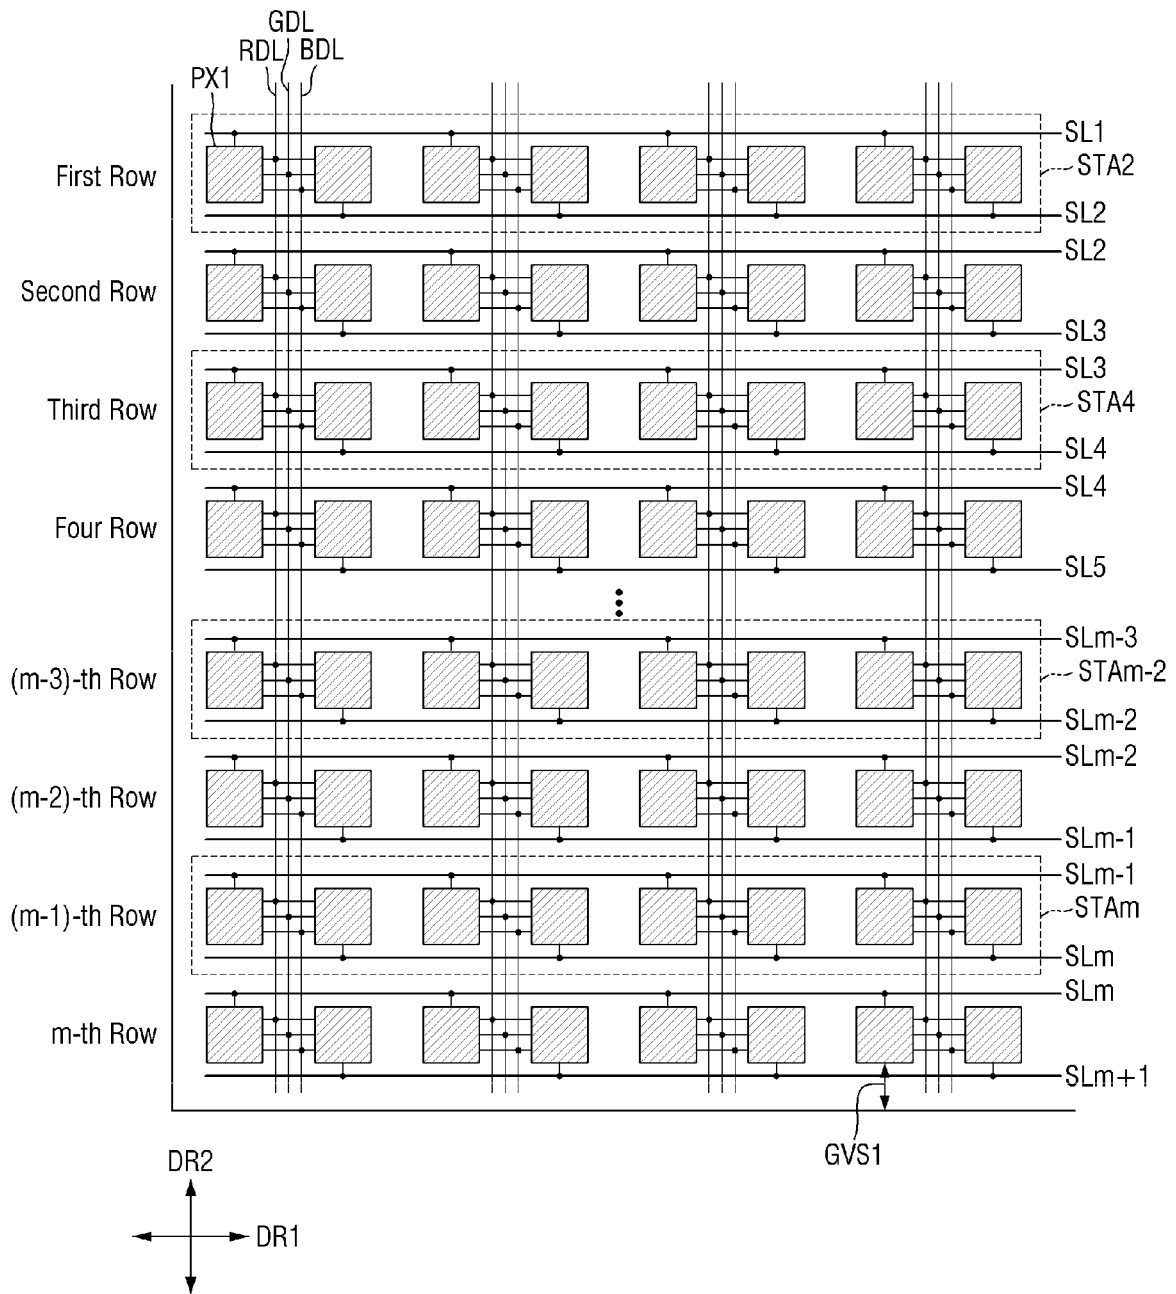 GDL
RDL BDL
PX1
SL1
First Row
STA2
SL2
SL2
Second Row
SL3
SL3
Third Row
STA4
SL4
SL4
Four Row
SL5
SLm-3
(m-3)-th Row
STAm-2
SLm-2
SLm-2
(m-2)-th Row
SLm-1
SLm-1
(m-1)-th Row
STAm
SLm
SLm
m-th Row
SLm+1
GVS1
DR2
DR1